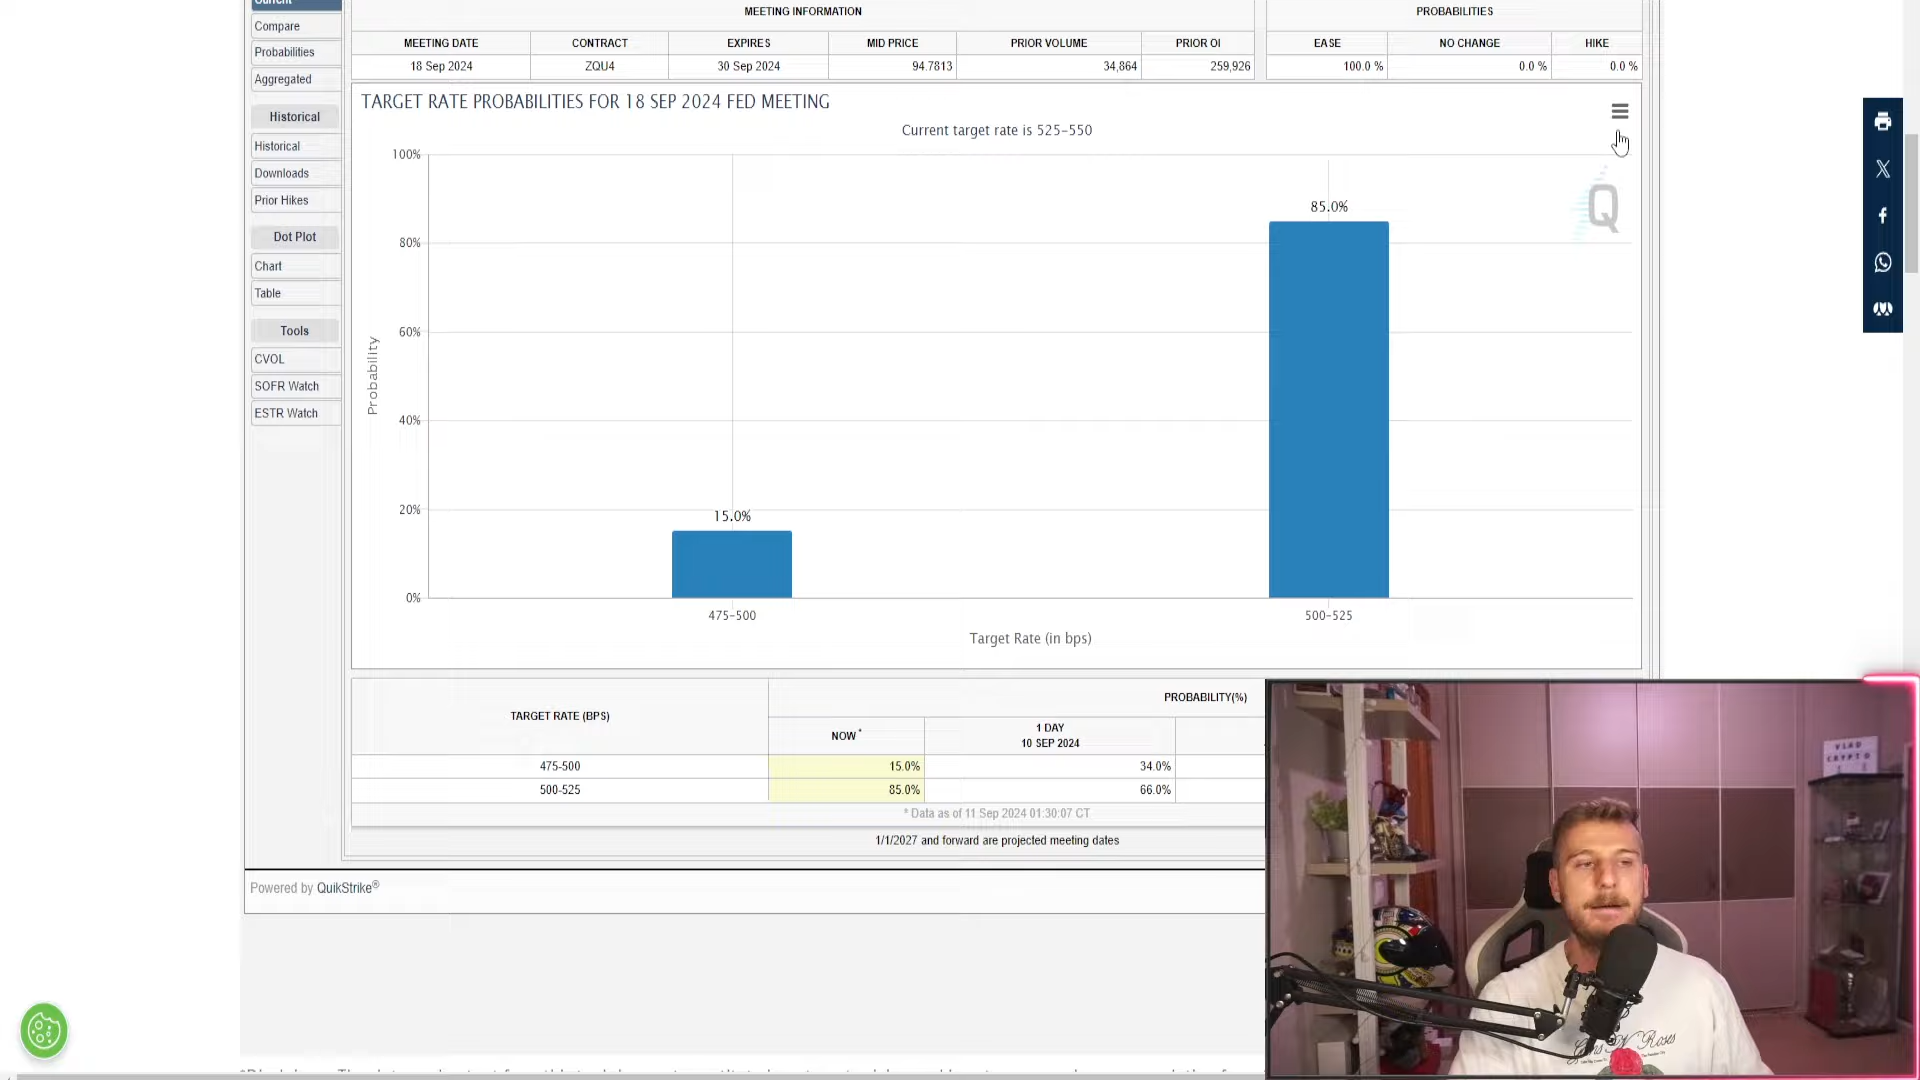 Current
Compare
Probabilities
Aggregated
Historical
Historical
Downloads
Prior Hikes
Dot Plot
Chart
Table
Tools
CVOL
SOFR Watch
ESTR Watch
MEETING INFORMATION
MEETING DATE CONTRACT EXPIRES MID PRICE PRIOR VOLUME PRIOR OI
18 Sep 2024 ZQU4 30 Sep 2024 94.7813 34,864 259,926
PROBABILITIES
EASE NO CHANGE HIKE
100.0 % 0.0 % 0.0 %
TARGET RATE PROBABILITIES FOR 18 SEP 2024 FED MEETING
Current target rate is 525-550
100%
80%
60%
40%
20%
0%
Probability
Q
15.0%
85.0%
475-500 500-525
Target Rate (in bps)
TARGET RATE (BPS) PROBABILITY(%)
NOW * 1 DAY
10 SEP 2024
475-500 15.0% 34.0%
500-525 85.0% 66.0%
* Data as of 11 Sep 2024 01:30:07 CT
1/1/2027 and forward are projected meeting dates
Powered by QuikStrike®
VLAD
CRYPTO
Guns N' Roses